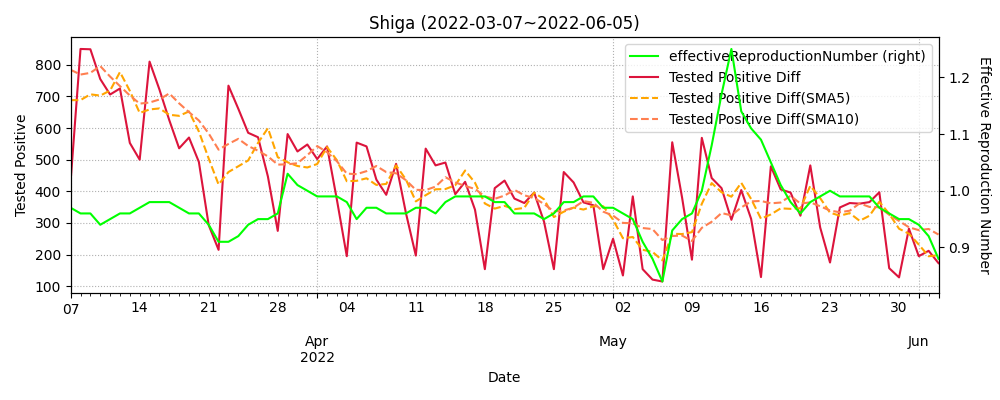 Shiga (2022-03-07~2022-06-05)
effectiveReproductionNumber (right)
Tested Positive Diff
Tested Positive Diff(SMA5)
Tested Positive Diff(SMA10)
Tested Positive
800
700
600
500
400
300
200
100
1.2
1.1
1.0
0.9
Effective Reproduction Number
07 14 21 28 04 11 18 25 02 09 16 23 30
Apr May Jun
2022
Date